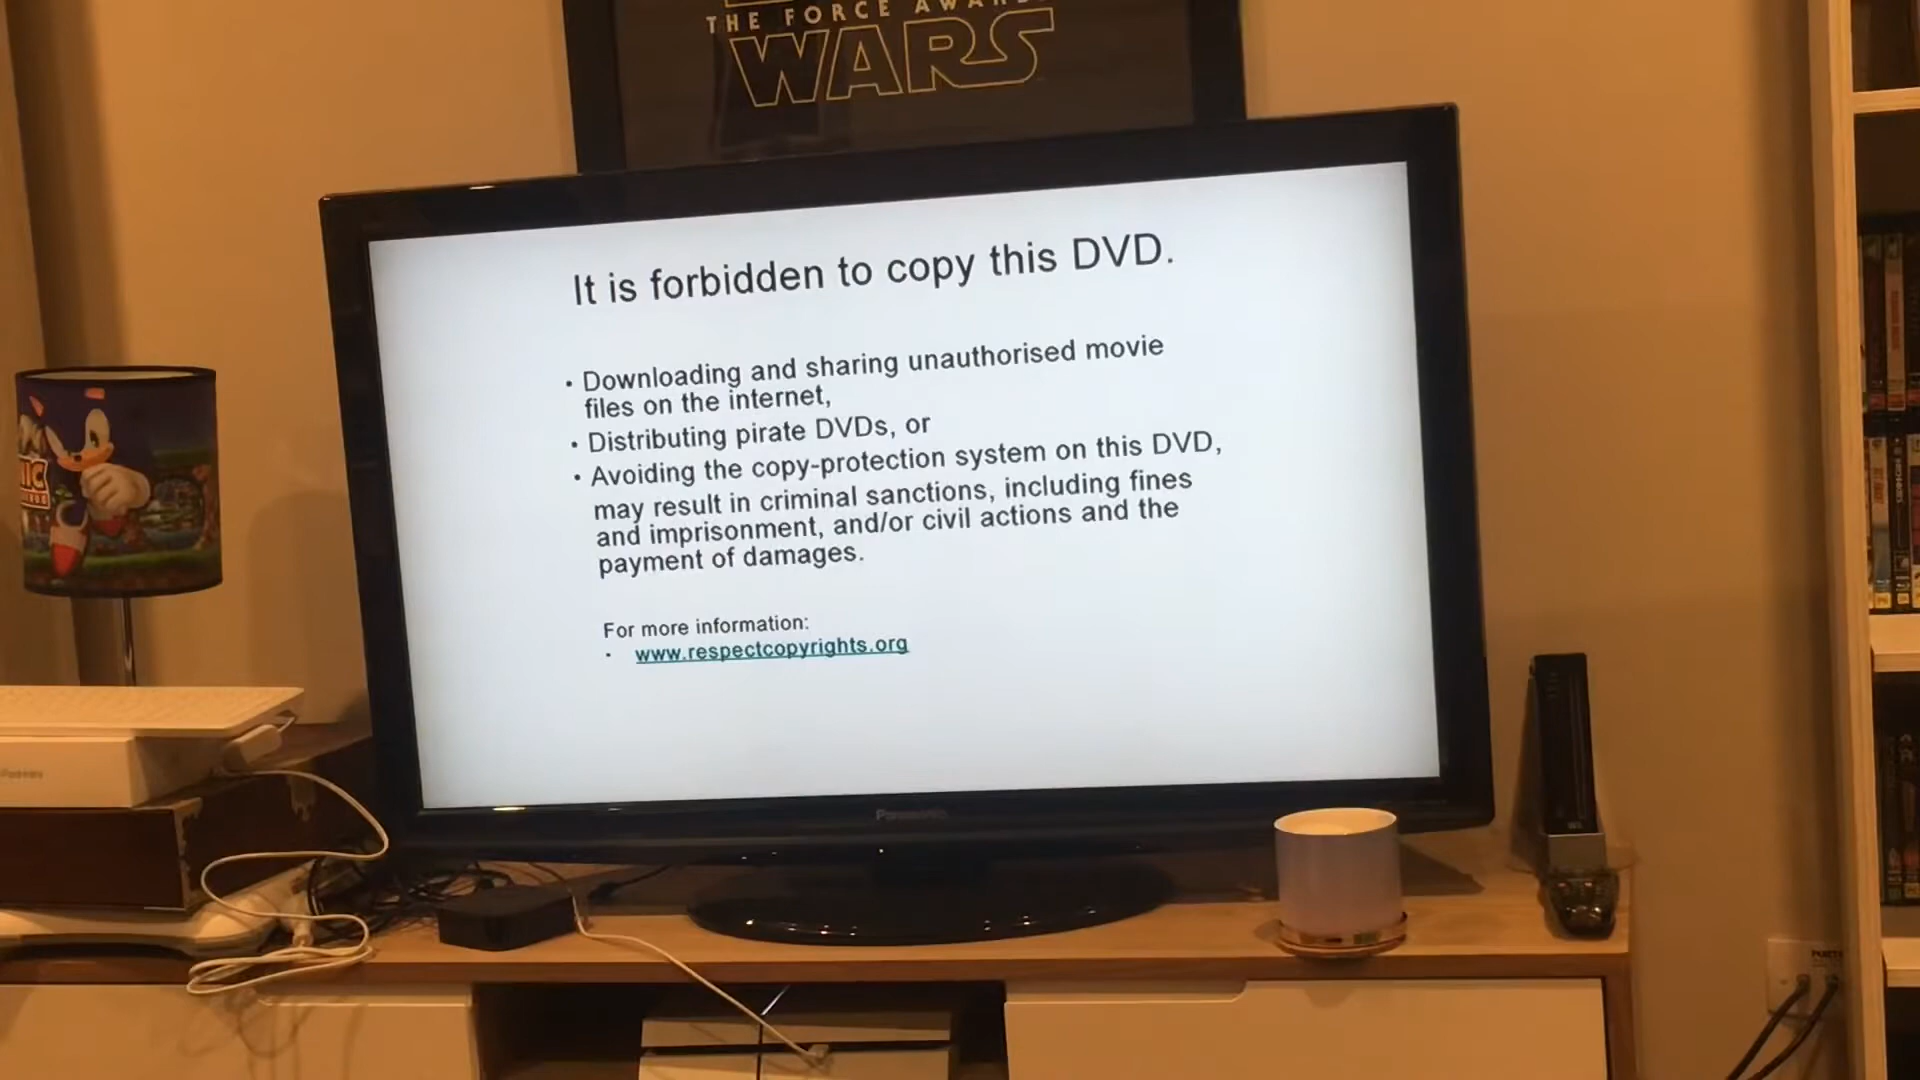 THE FORCE
WARS
It is forbidden to copy this DVD.
• Downloading and sharing unauthorised movie
files on the internet,
• Distributing pirate DVDs, or
• Avoiding the copy-protection system on this DVD,
may result in criminal sanctions, including fines
and imprisonment, and/or civil actions and the
payment of damages.
For more information:
• www.respectcopyrights.org
Panasonic